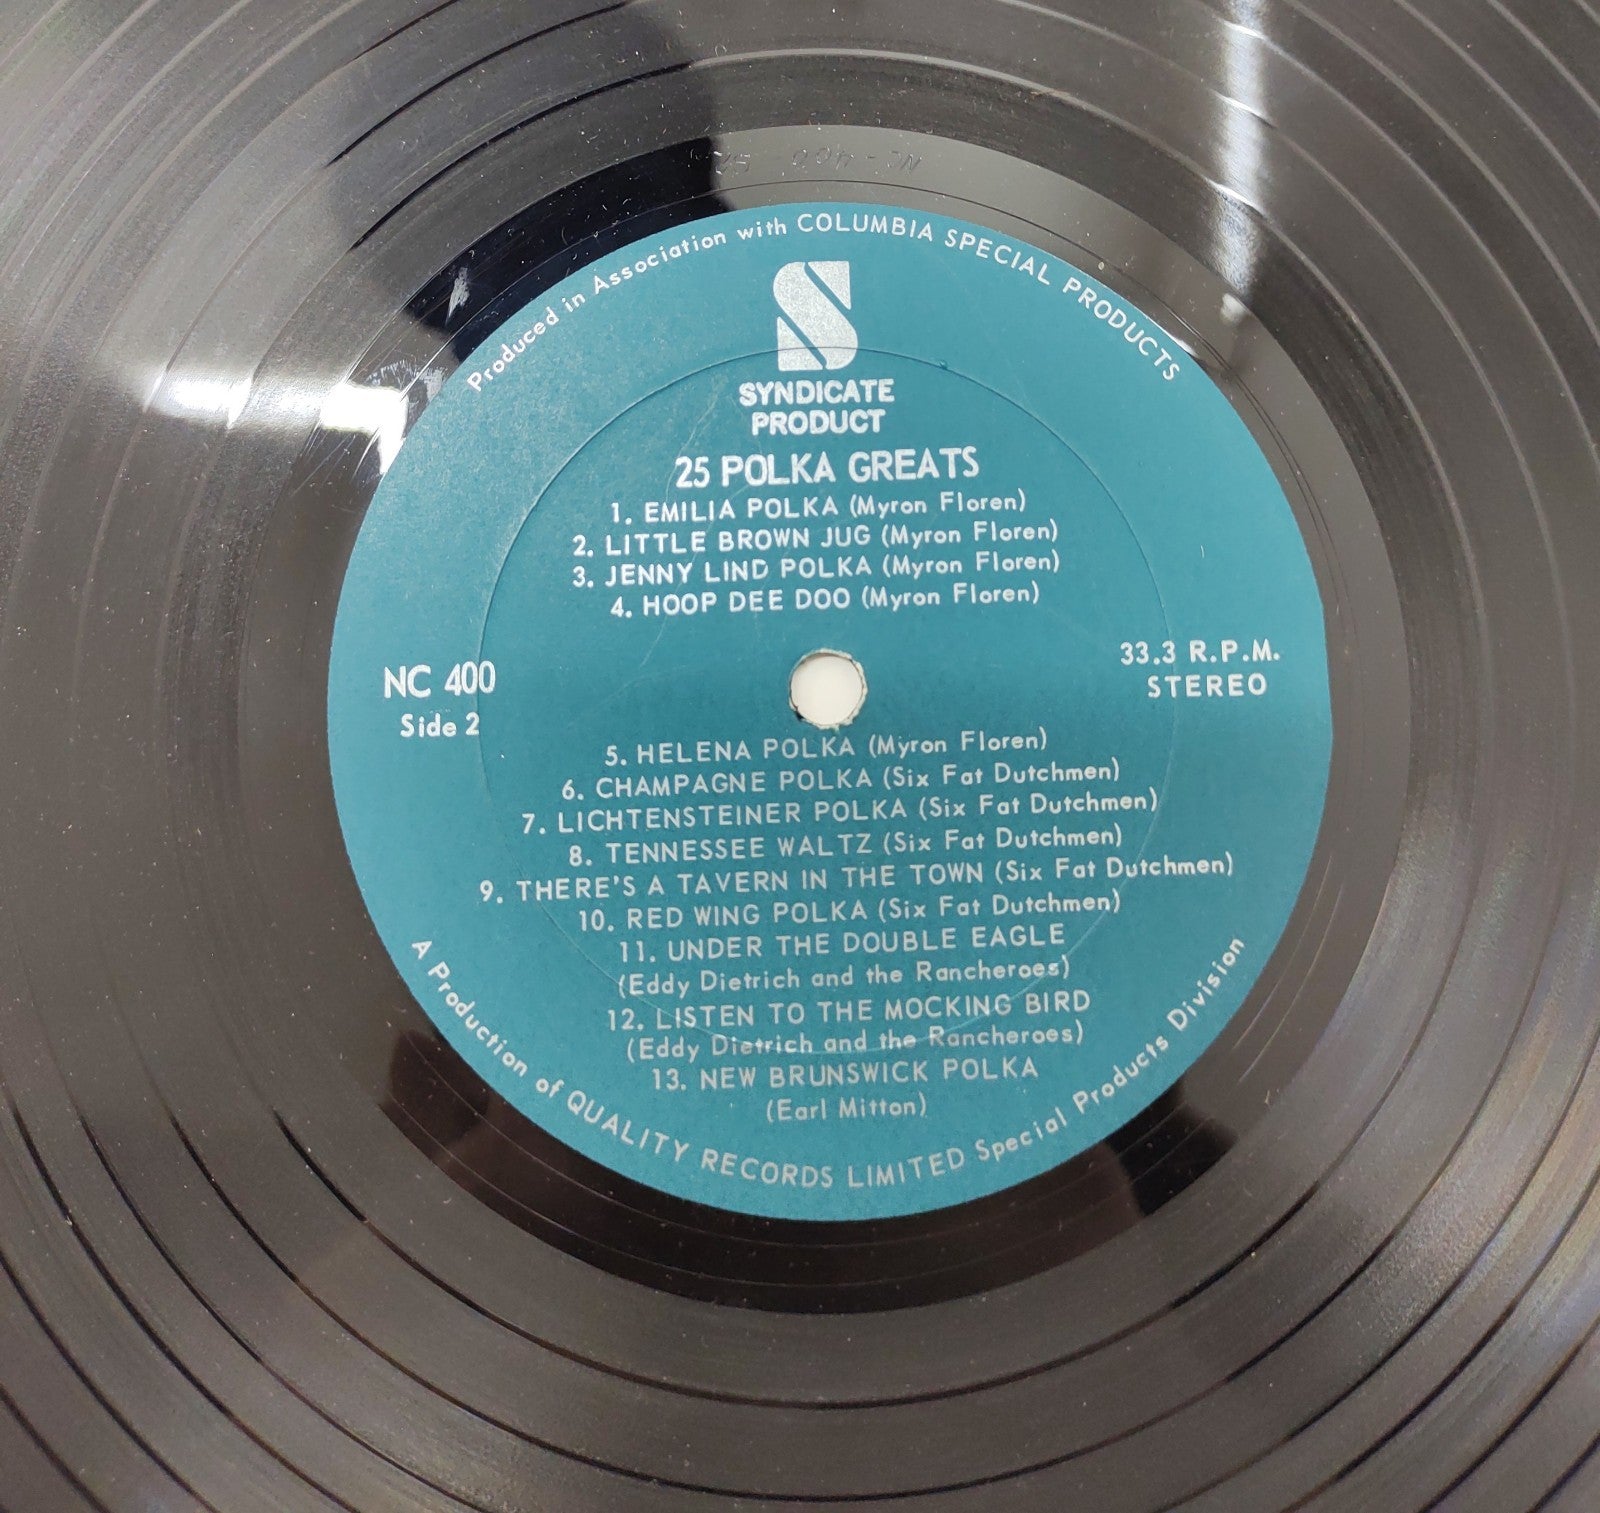 Produced in Association with COLUMBIA SPECIAL PRODUCTS
SYNDICATE
PRODUCT
25 POLKA GREATS
1. EMILIA POLKA (Myron Floren)
2. LITTLE BROWN JUG (Myron Floren)
3. JENNY LIND POLKA (Myron Floren)
4. HOOP DEE DOO (Myron Floren)
NC 400
Side 2
33.3 R.P.M.
STEREO
5. HELENA POLKA (Myron Floren)
6. CHAMPAGNE POLKA (Six Fat Dutchmen)
7. LICHTENSTEINER POLKA (Six Fat Dutchmen)
8. TENNESSEE WALTZ (Six Fat Dutchmen)
9. THERE'S A TAVERN IN THE TOWN (Six Fat Dutchmen)
10. RED WING POLKA (Six Fat Dutchmen)
11. UNDER THE DOUBLE EAGLE
(Eddy Dietrich and the Rancheroes)
12. LISTEN TO THE MOCKING BIRD
(Eddy Dietrich and the Rancheroes)
13. NEW BRUNSWICK POLKA
(Earl Mitton)
A Production of QUALITY RECORDS LIMITED Special Products Division